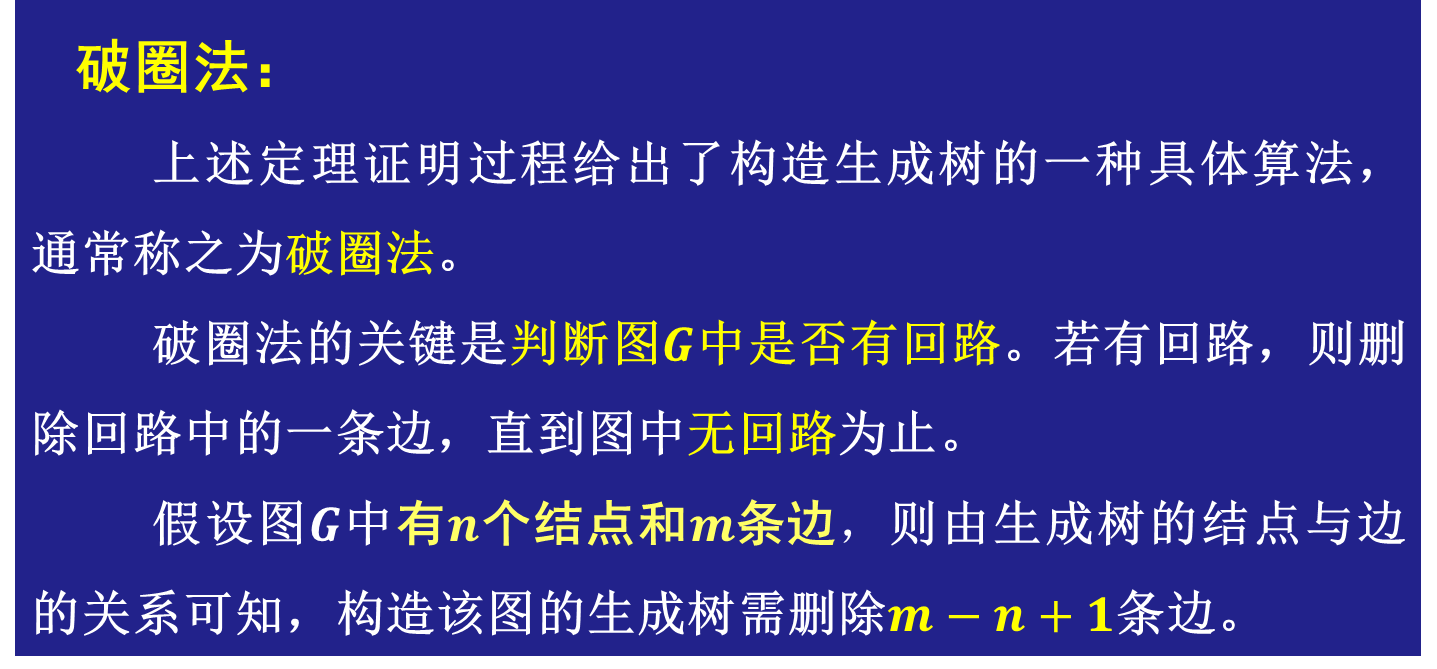 破圈法：
上述定理证明过程给出了构造生成树的一种具体算法，
通常称之为破圈法。
破圈法的关键是判断图G中是否有回路。若有回路，则删
除回路中的一条边，直到图中无回路为止。
假设图G中有n个结点和m条边，则由生成树的结点与边
的关系可知，构造该图的生成树需删除m − n + 1条边。